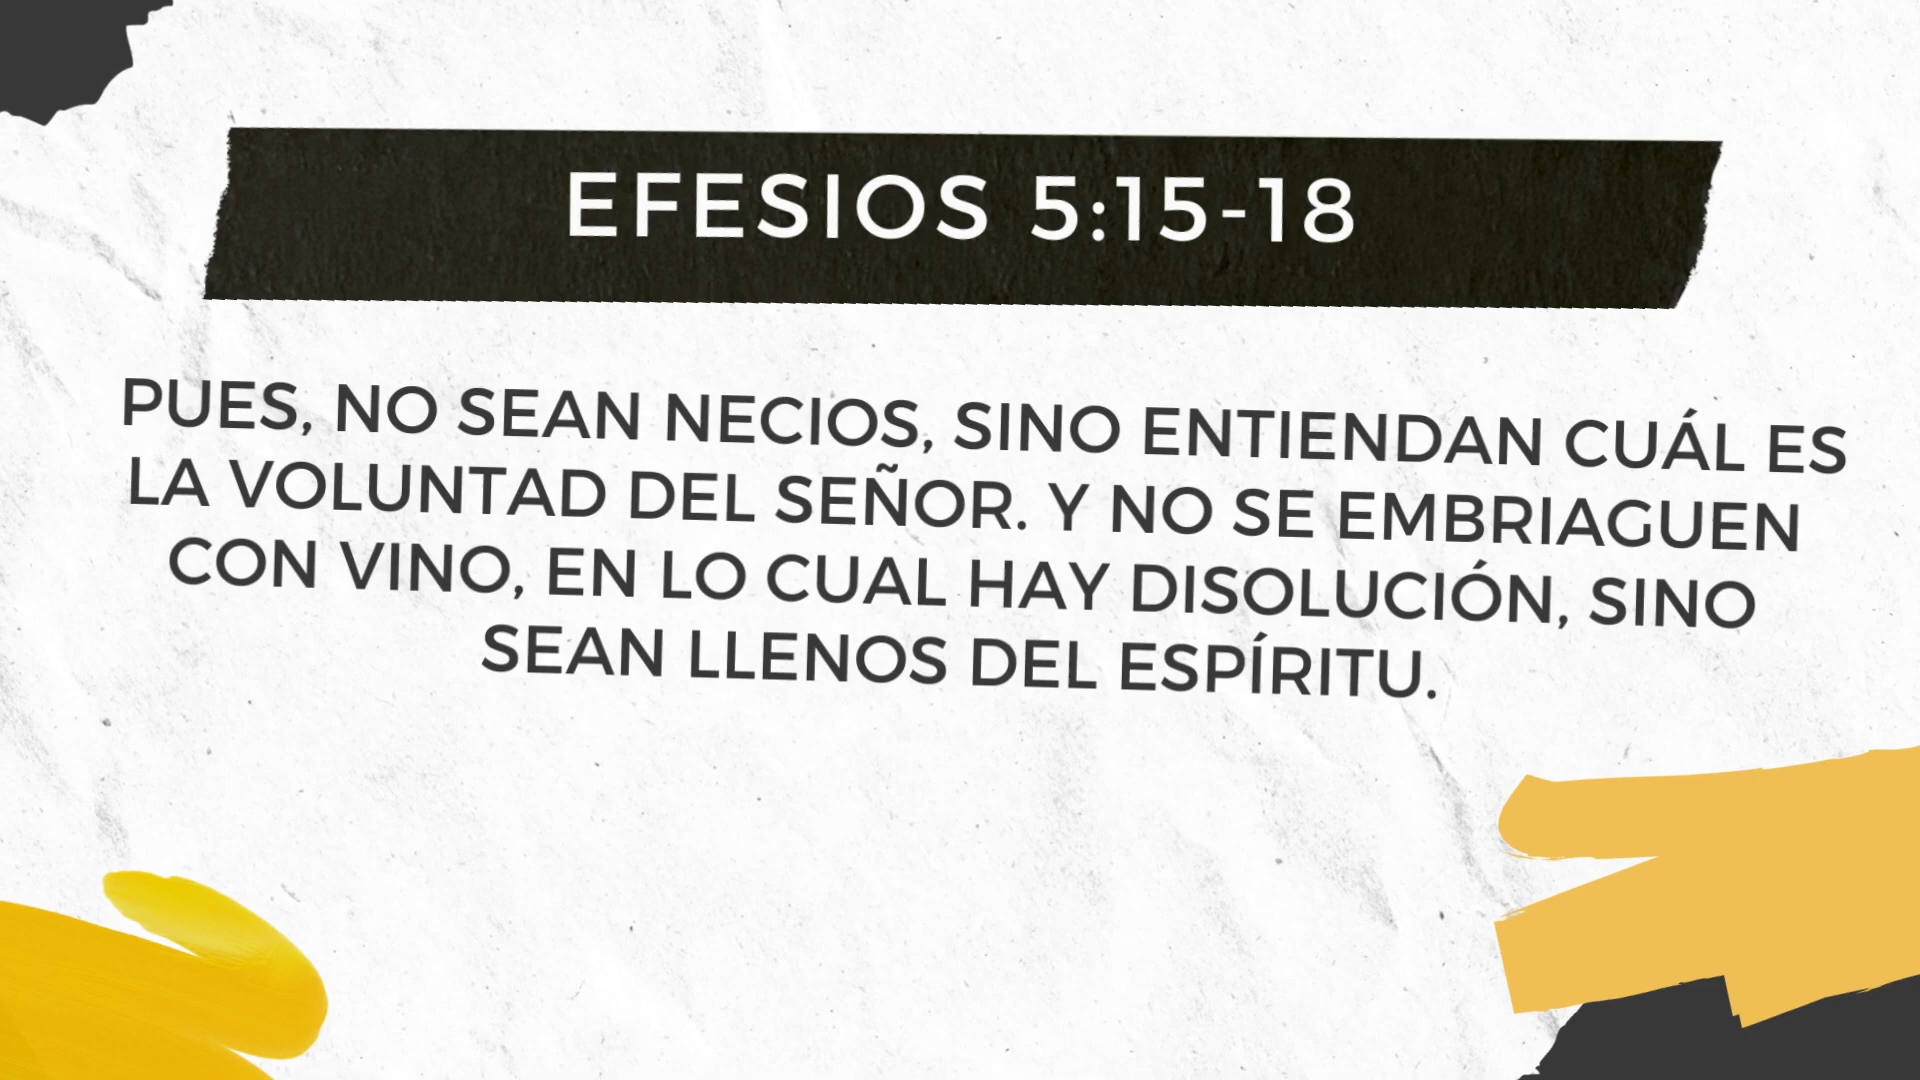 EFESIOS 5:15-18
PUES, NO SEAN NECIOS, SINO ENTIENDAN CUÁL ES
LA VOLUNTAD DEL SEÑOR. Y NO SE EMBRIAGUEN
CON VINO, EN LO CUAL HAY DISOLUCIÓN, SINO
SEAN LLENOS DEL ESPÍRITU.